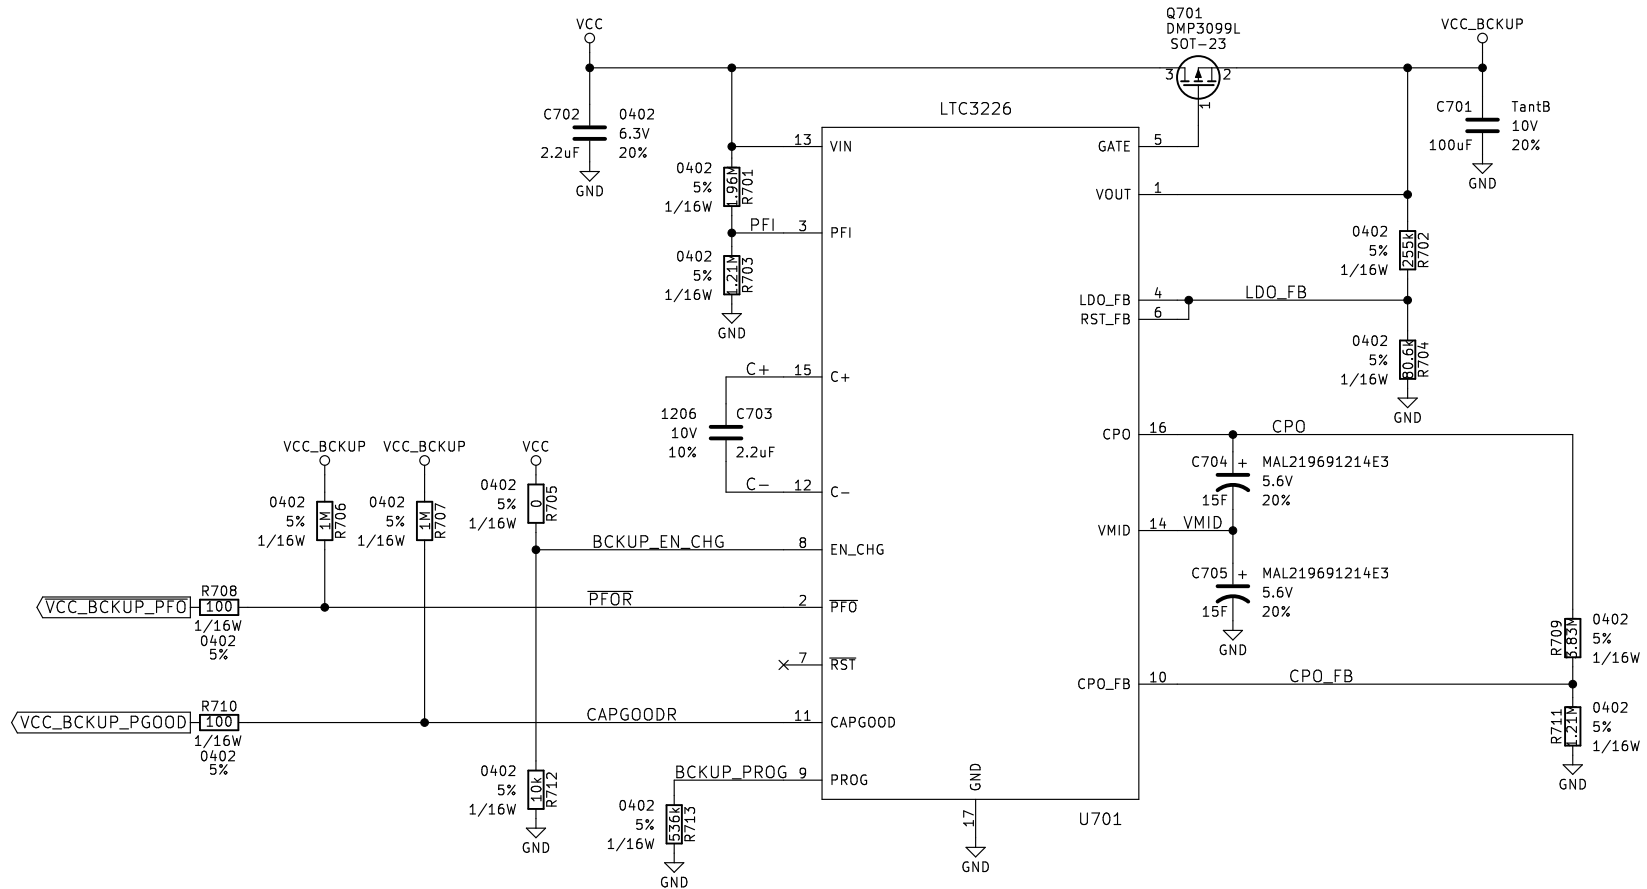 VCC
Q701
DMP3099L
SOT-23
VCC_BCKUP
3
2
1
C702
2.2uF
0402
6.3V
20%
GND
LTC3226
C701
100uF
TantB
10V
20%
GND
13
VIN
GATE
5
0402
5%
1/16W
1.96M
R701
VOUT
1
PFI
3
PFI
0402
5%
1/16W
255k
R702
0402
5%
1/16W
1.21M
R703
GND
LDO_FB
4
LDO_FB
RST_FB
6
0402
5%
1/16W
80.6k
R704
GND
C+
15
C+
1206
10V
10%
C703
2.2uF
C-
12
C-
CPO
16
CPO
C704
15F
+
MAL219691214E3
5.6V
20%
VMID
14
VMID
C705
15F
+
MAL219691214E3
5.6V
20%
GND
VCC_BCKUP
VCC_BCKUP
VCC
0402
5%
1/16W
1M
R706
0402
5%
1/16W
1M
R707
0402
5%
1/16W
0
R705
BCKUP_EN_CHG
8
EN_CHG
VCC_BCKUP_PFO
R708
100
1/16W
0402
5%
PFOR
2
PFO
7
RST
VCC_BCKUP_PGOOD
R710
100
1/16W
0402
5%
CAPGOODR
11
CAPGOOD
R709
3.83M
0402
5%
1/16W
CPO_FB
10
CPO_FB
R711
1.21M
0402
5%
1/16W
GND
0402
5%
1/16W
10k
R712
GND
BCKUP_PROG
9
PROG
0402
5%
1/16W
536k
R713
GND
GND
17
GND
U701